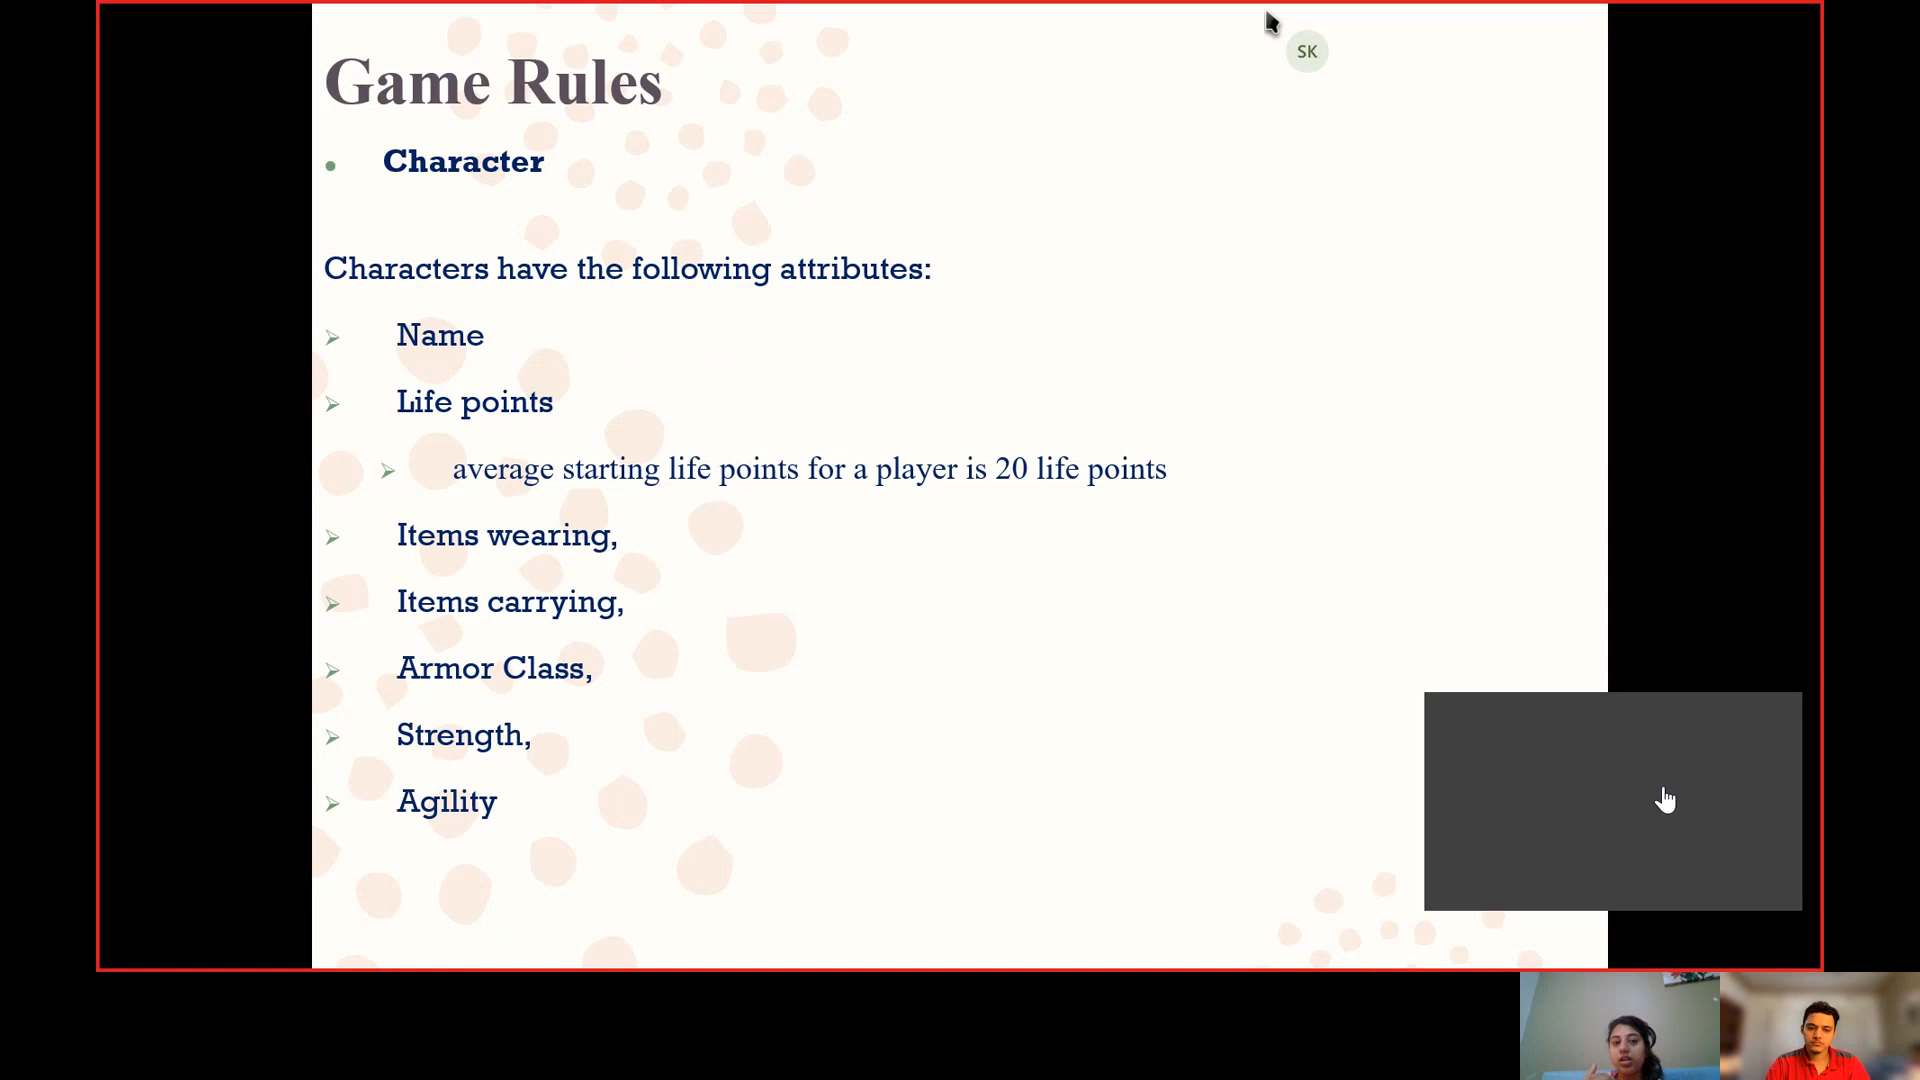 SK
Game Rules
• Character
Characters have the following attributes:
➢ Name
➢ Life points
➢ average starting life points for a player is 20 life points
➢ Items wearing,
➢ Items carrying,
➢ Armor Class,
➢ Strength,
➢ Agility